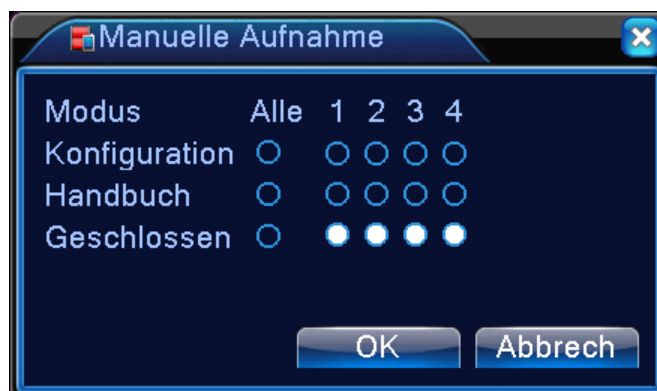 Manuelle Aufnahme
Modus Alle 1 2 3 4
Konfiguration
Handbuch
Geschlossen
OK Abbrech